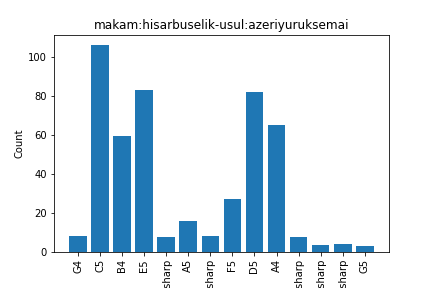 makam:hisarbuselik-usul:azeriyuruksemai
100
80
60
40
20
0
Count
G4
C5
B4
E5
sharp
A5
sharp
F5
D5
A4
sharp
sharp
sharp
G5